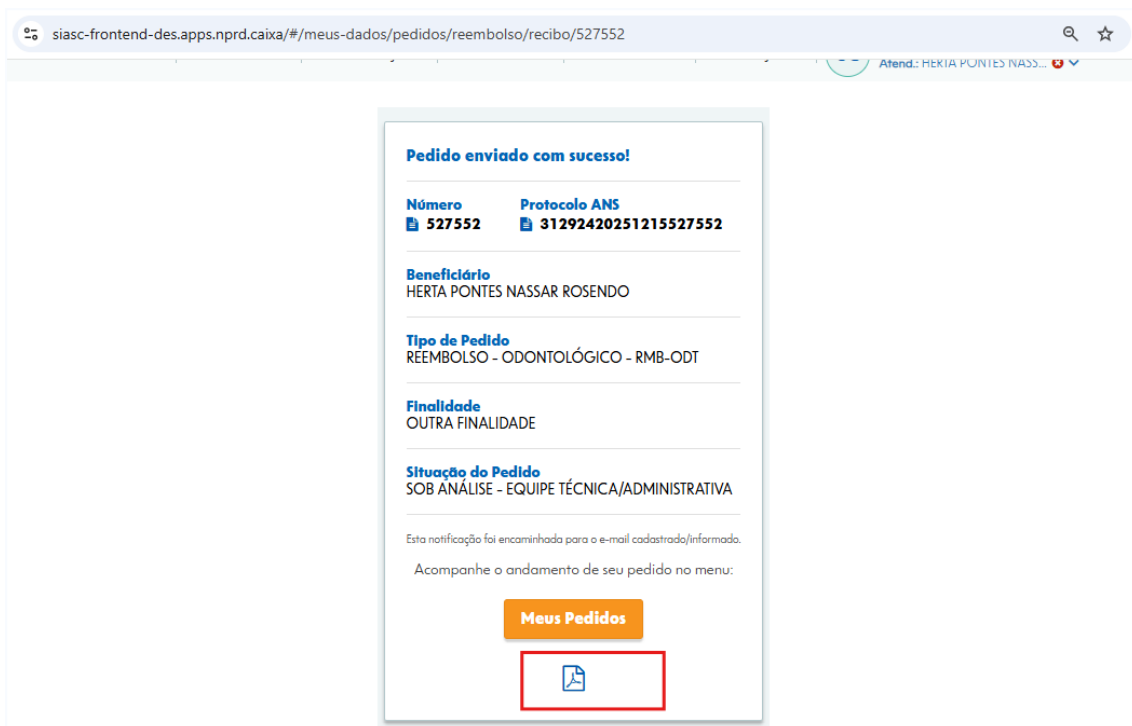 siasc-frontend-des.apps.nprd.caixa/#/meus-dados/pedidos/reembolso/recibo/527552
Atend.: HERTA PONTES NASS...
Pedido enviado com sucesso!
Número Protocolo ANS
527552 31292420251215527552
Beneficiário
HERTA PONTES NASSAR ROSENDO
Tipo de Pedido
REEMBOLSO - ODONTOLÓGICO - RMB-ODT
Finalidade
OUTRA FINALIDADE
Situação do Pedido
SOB ANÁLISE - EQUIPE TÉCNICA/ADMINISTRATIVA
Esta notificação foi encaminhada para o e-mail cadastrado/informado.
Acompanhe o andamento de seu pedido no menu:
Meus Pedidos